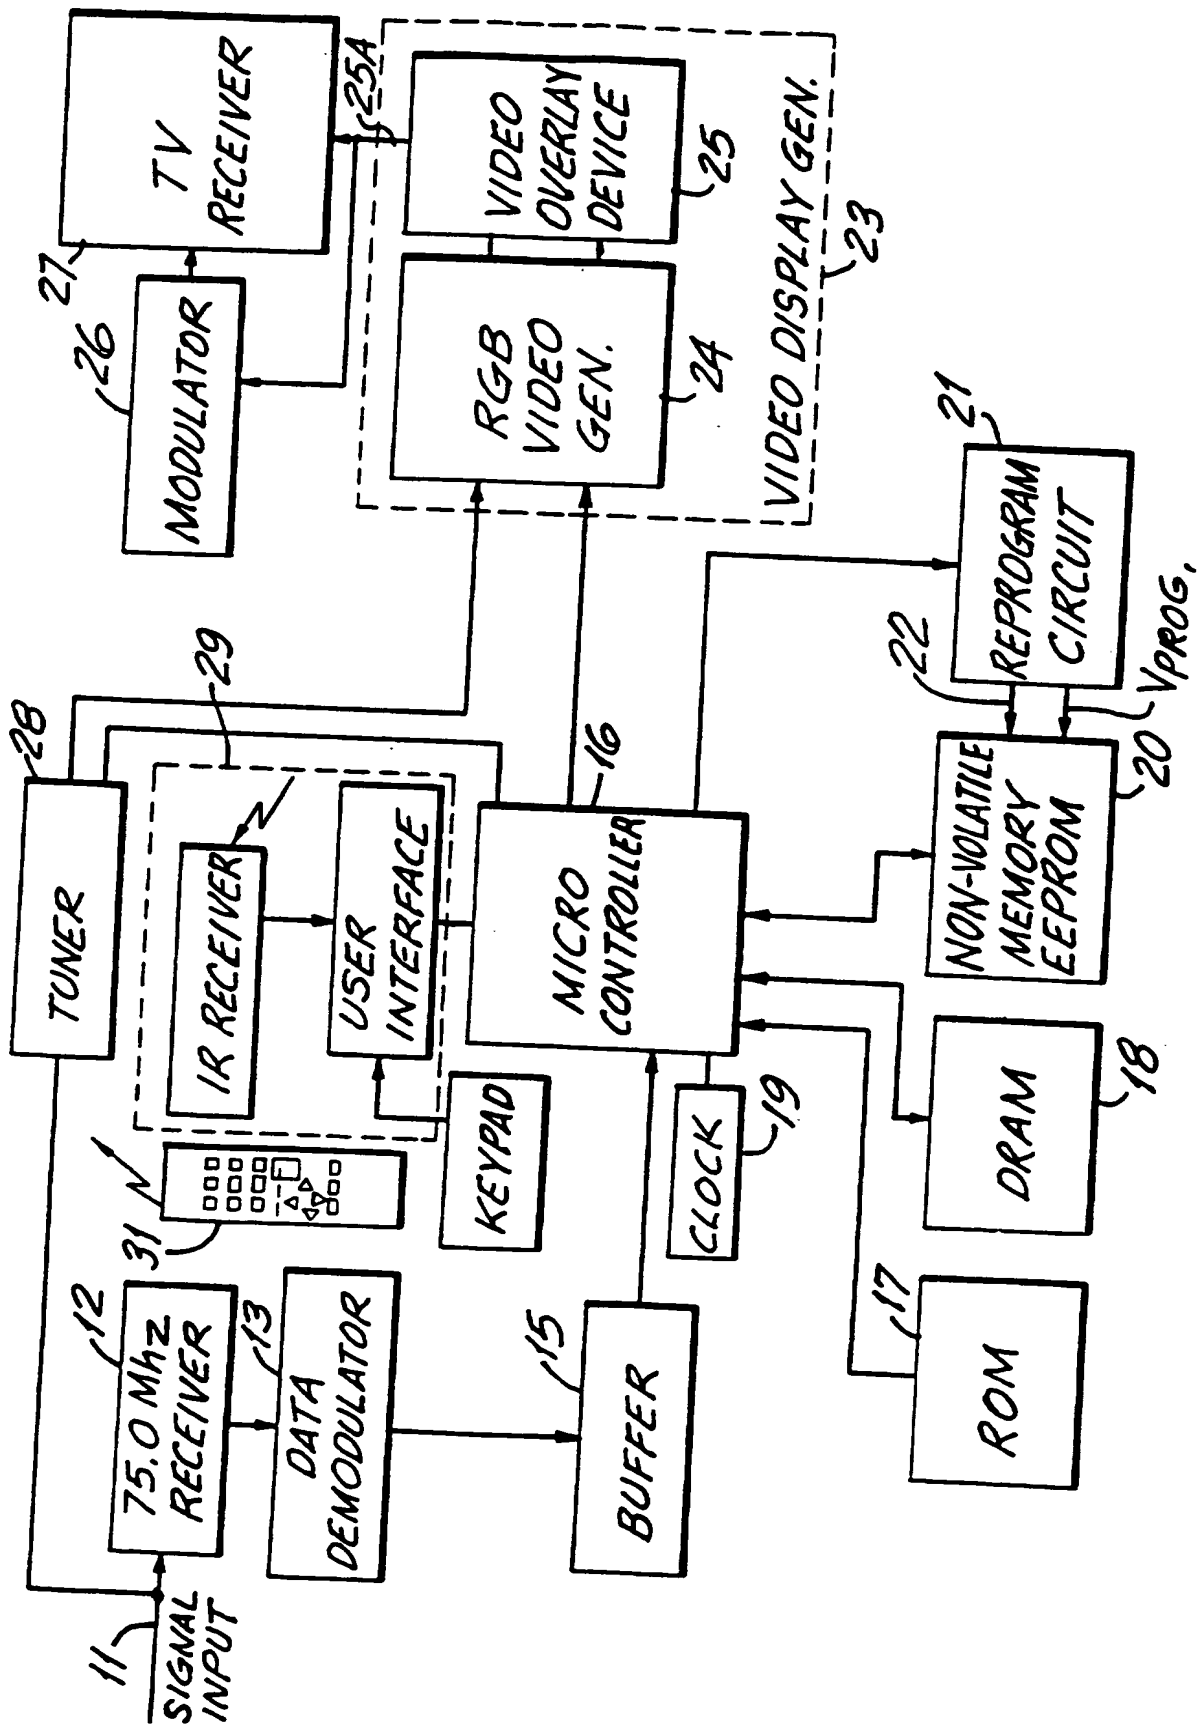 11
SIGNAL
INPUT
12
75.0 Mhz
RECEIVER
13
DATA
DEMODULATOR
15
BUFFER
31
28
TUNER
29
IR RECEIVER
USER
INTERFACE
KEYPAD
16
MICRO
CONTROLLER
CLOCK
19
17
ROM
DRAM
18
NON-VOLATILE
MEMORY
EEPROM
20
22
REPROGRAM
CIRCUIT
21
VPROG.
26
MODULATOR
27
TV
RECEIVER
25A
RGB
VIDEO
GEN.
24
VIDEO
OVERLAY
DEVICE
25
VIDEO DISPLAY GEN.
23